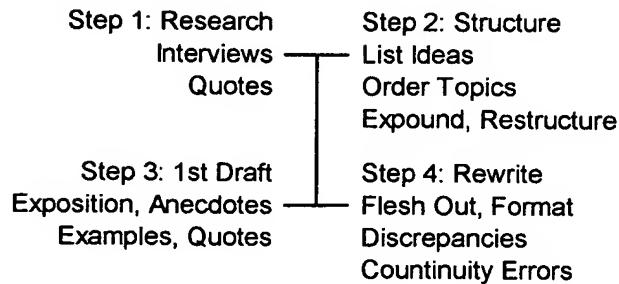 Step 1: Research
Interviews
Quotes
Step 2: Structure
List Ideas
Order Topics
Expound, Restructure
Step 3: 1st Draft
Exposition, Anecdotes
Examples, Quotes
Step 4: Rewrite
Flesh Out, Format
Discrepancies
Countinuity Errors